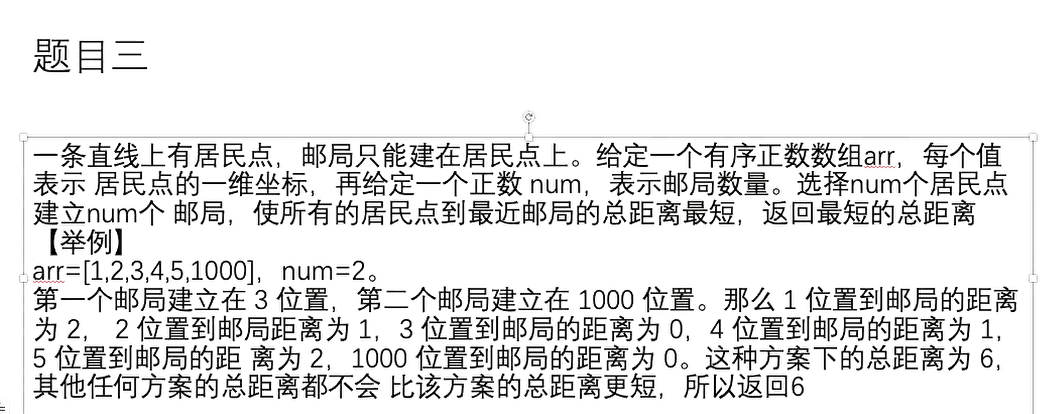 题目三
一条直线上有居民点，邮局只能建在居民点上。给定一个有序正数数组arr，每个值
表示 居民点的一维坐标，再给定一个正数 num，表示邮局数量。选择num个居民点
建立num个 邮局，使所有的居民点到最近邮局的总距离最短，返回最短的总距离
【举例】
arr=[1,2,3,4,5,1000]，num=2。
第一个邮局建立在 3 位置，第二个邮局建立在 1000 位置。那么 1 位置到邮局的距离
为 2， 2 位置到邮局距离为 1，3 位置到邮局的距离为 0，4 位置到邮局的距离为 1，
5 位置到邮局的距 离为 2，1000 位置到邮局的距离为 0。这种方案下的总距离为 6，
其他任何方案的总距离都不会 比该方案的总距离更短，所以返回6